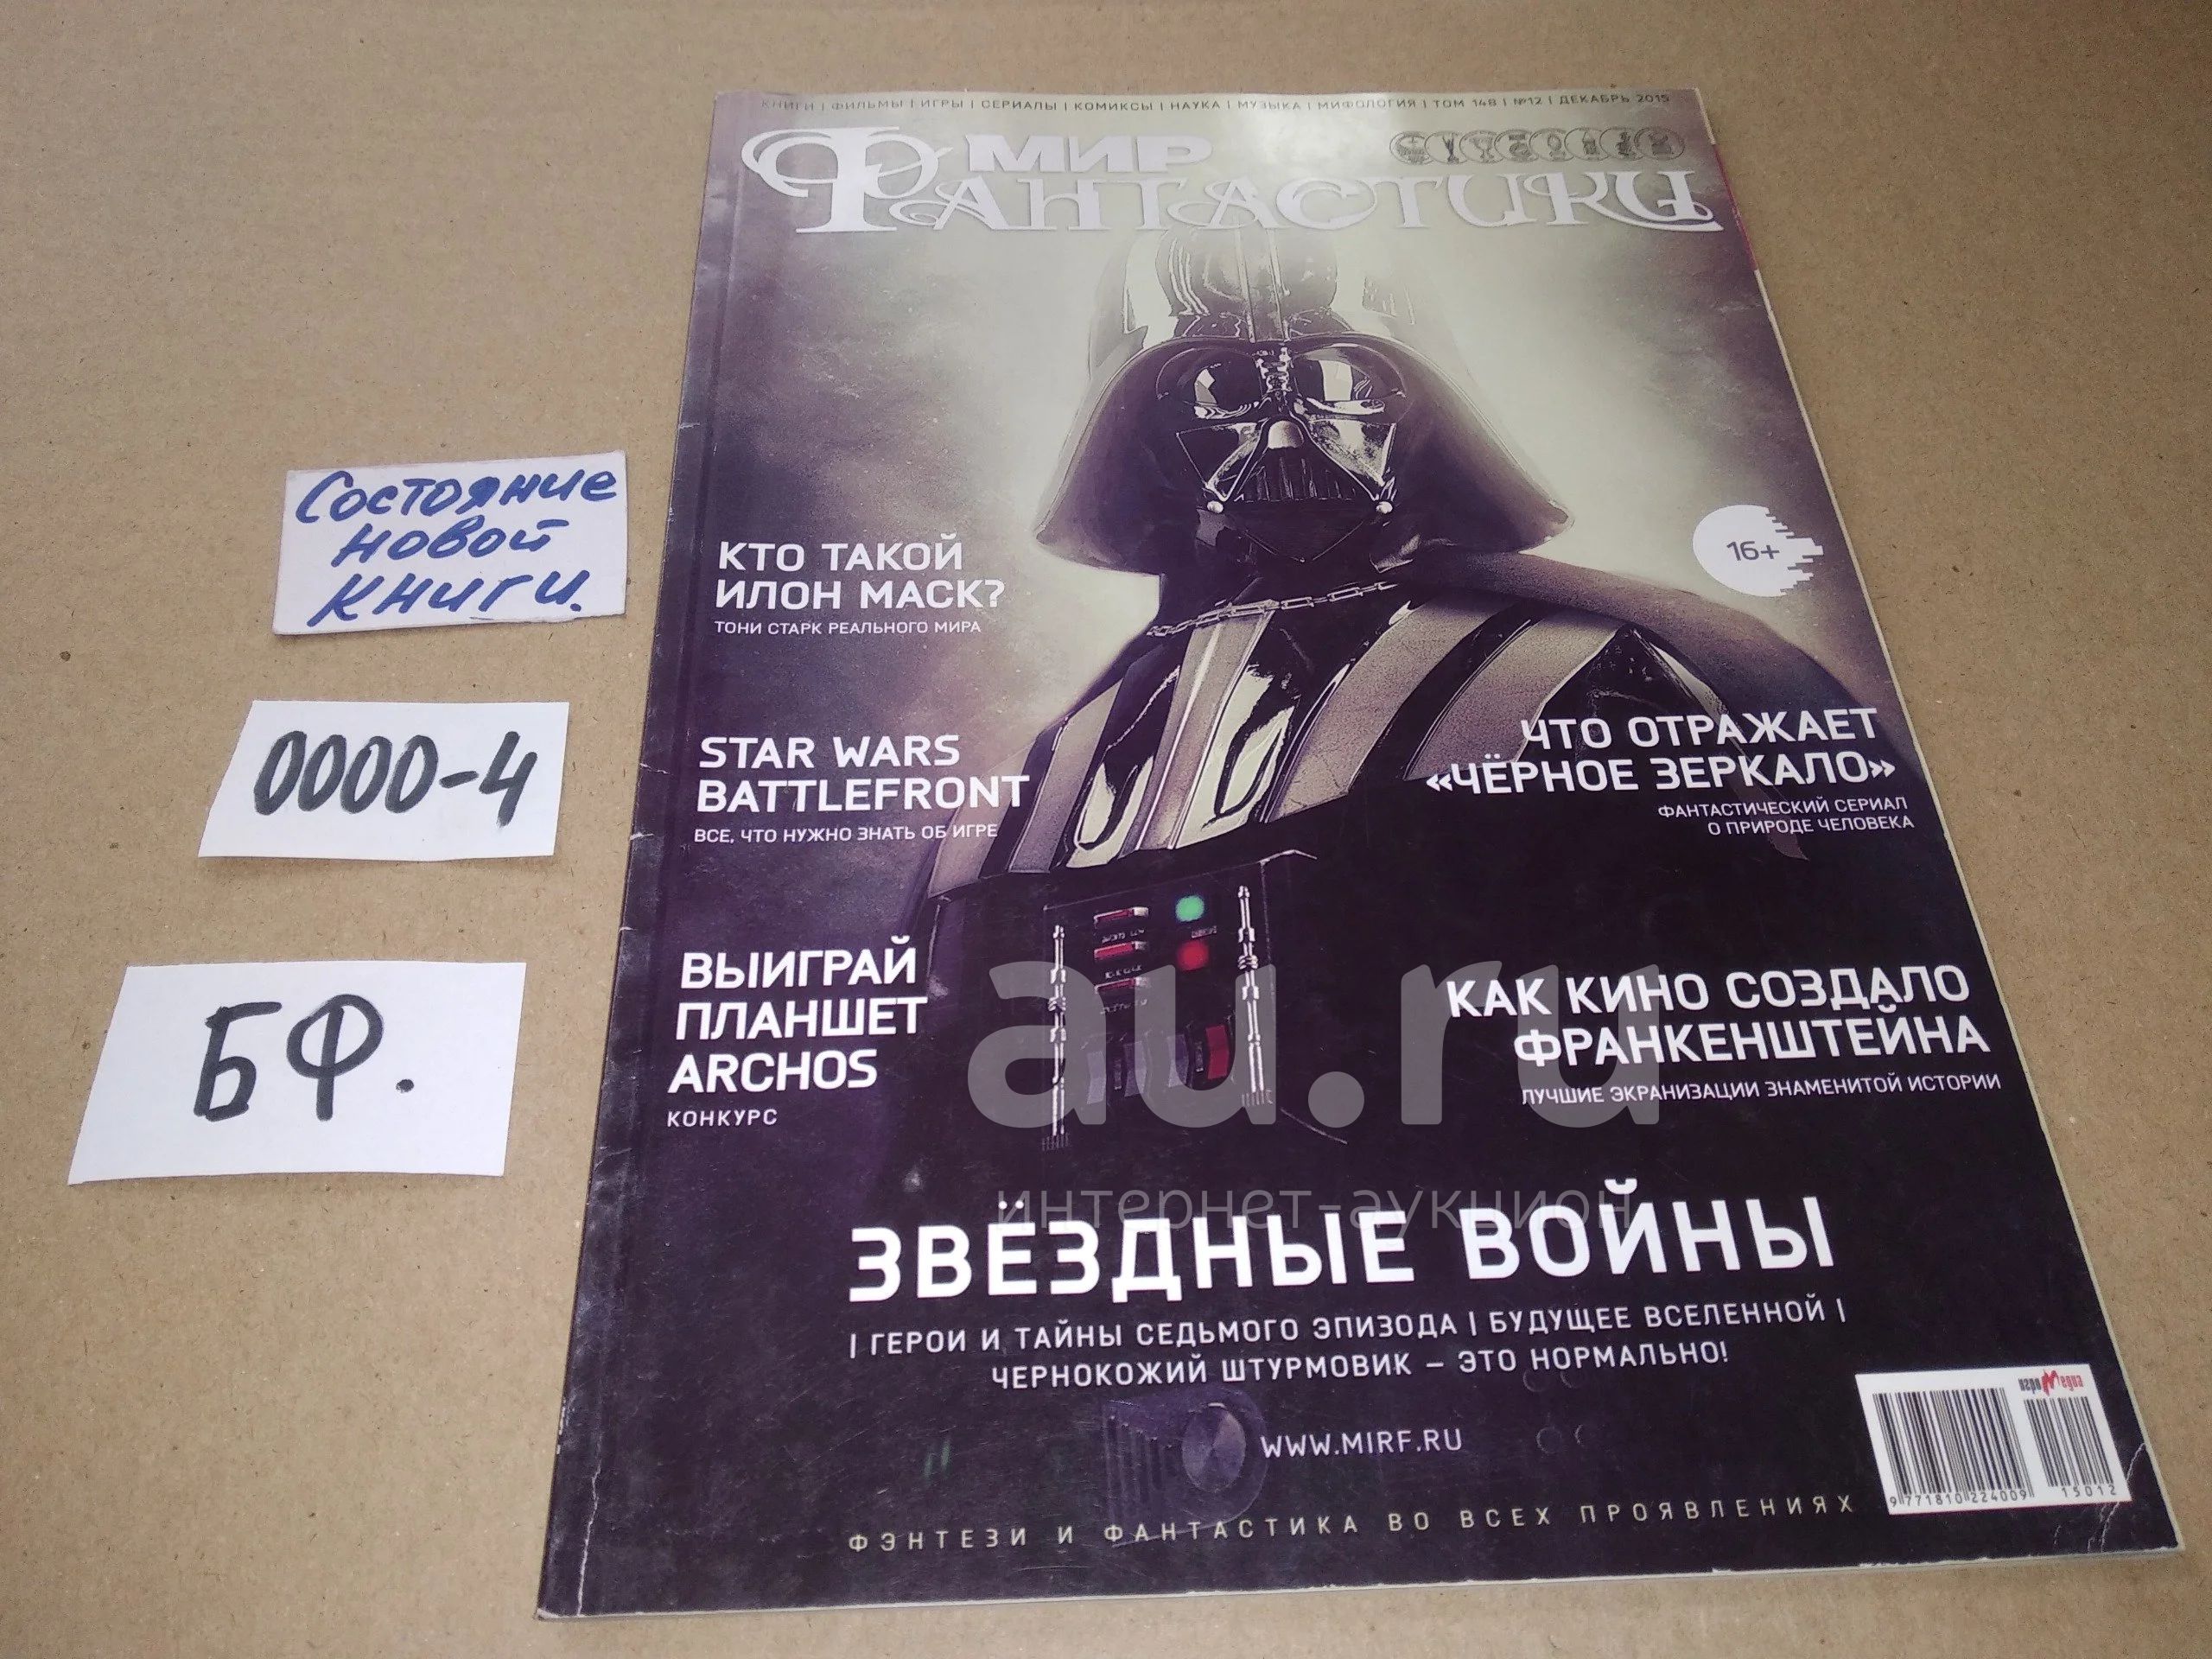 КНИГИ | ФИЛЬМЫ | ИГРЫ | СЕРИАЛЫ | КОМИКСЫ | НАУКА | МУЗЫКА | МИФОЛОГИЯ | ТОМ 148 | №12 | ДЕКАБРЬ 2015
МИР
ФАНТАСТИКИ
Состояние
новой
книги.
0000-4
БФ.
КТО ТАКОЙ
ИЛОН МАСК?
ТОНИ СТАРК РЕАЛЬНОГО МИРА
16+
STAR WARS
BATTLEFRONT
ВСЕ, ЧТО НУЖНО ЗНАТЬ ОБ ИГРЕ
ЧТО ОТРАЖАЕТ
«ЧЁРНОЕ ЗЕРКАЛО»
ФАНТАСТИЧЕСКИЙ СЕРИАЛ
О ПРИРОДЕ ЧЕЛОВЕКА
ВЫИГРАЙ
ПЛАНШЕТ
ARCHOS
КОНКУРС
КАК КИНО СОЗДАЛО
ФРАНКЕНШТЕЙНА
ЛУЧШИЕ ЭКРАНИЗАЦИИ ЗНАМЕНИТОЙ ИСТОРИИ
au.ru
интернет-аукцион
ЗВЁЗДНЫЕ ВОЙНЫ
| ГЕРОИ И ТАЙНЫ СЕДЬМОГО ЭПИЗОДА | БУДУЩЕЕ ВСЕЛЕННОЙ |
ЧЕРНОКОЖИЙ ШТУРМОВИК – ЭТО НОРМАЛЬНО!
WWW.MIRF.RU
игроМедиа
9 771810 224009
15012
ФЭНТЕЗИ И ФАНТАСТИКА ВО ВСЕХ ПРОЯВЛЕНИЯХ